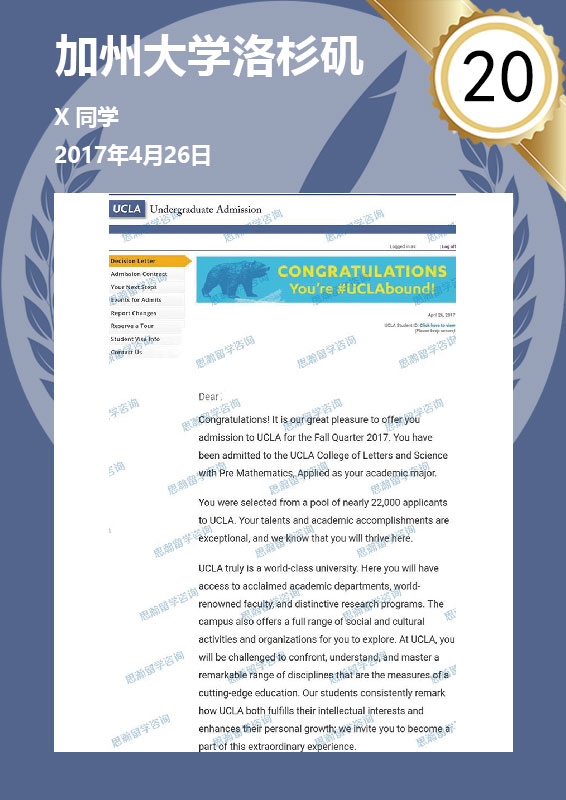 加州大学洛杉矶
20
X 同学
2017年4月26日
UCLA Undergraduate Admission
Logged in as: | Log off
Decision Letter
Admission Contract
Your Next Steps
Events for Admits
Report Changes
Reserve a Tour
Student Visa Info
Contact Us
CONGRATULATIONS
You're #UCLAbound!
April 26, 2017
UCLA Student ID: Click here to view
(Please keep secure)
Dear
Congratulations! It is our great pleasure to offer you
admission to UCLA for the Fall Quarter 2017. You have
been admitted to the UCLA College of Letters and Science
with Pre Mathematics, Applied as your academic major.
You were selected from a pool of nearly 22,000 applicants
to UCLA. Your talents and academic accomplishments are
exceptional, and we know that you will thrive here.
UCLA truly is a world-class university. Here you will have
access to acclaimed academic departments, world-
renowned faculty, and distinctive research programs. The
campus also offers a full range of social and cultural
activities and organizations for you to explore. At UCLA, you
will be challenged to confront, understand, and master a
remarkable range of disciplines that are the measures of a
cutting-edge education. Our students consistently remark
how UCLA both fulfills their intellectual interests and
enhances their personal growth; we invite you to become a
part of this extraordinary experience.
思瀚留学咨询